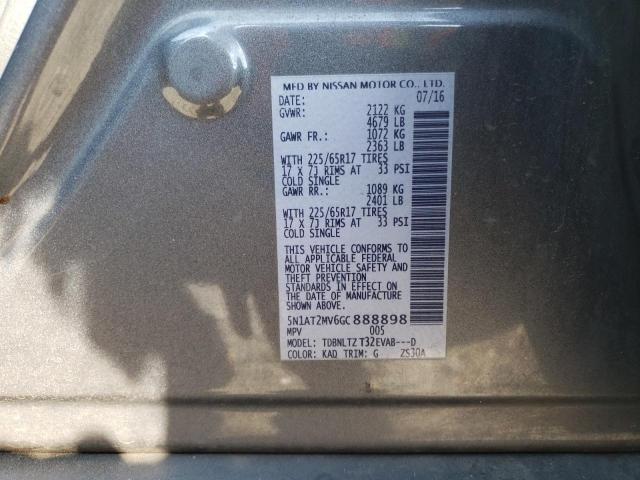 MFD BY NISSAN MOTOR CO., LTD.
DATE: 07/16
GVWR: 2122 KG
4679 LB
GAWR FR.: 1072 KG
2363 LB
WITH 225/65R17 TIRES
17 X 7J RIMS AT 33 PSI
COLD SINGLE
GAWR RR.: 1089 KG
2401 LB
WITH 225/65R17 TIRES
17 X 7J RIMS AT 33 PSI
COLD SINGLE
THIS VEHICLE CONFORMS TO
ALL APPLICABLE FEDERAL
MOTOR VEHICLE SAFETY AND
THEFT PREVENTION
STANDARDS IN EFFECT ON
THE DATE OF MANUFACTURE
SHOWN ABOVE.
5N1AT2MV6GC888898
MPV 005
MODEL: TDBNLTZ T32EVAB---D
COLOR: KAD TRIM: G ZS30A